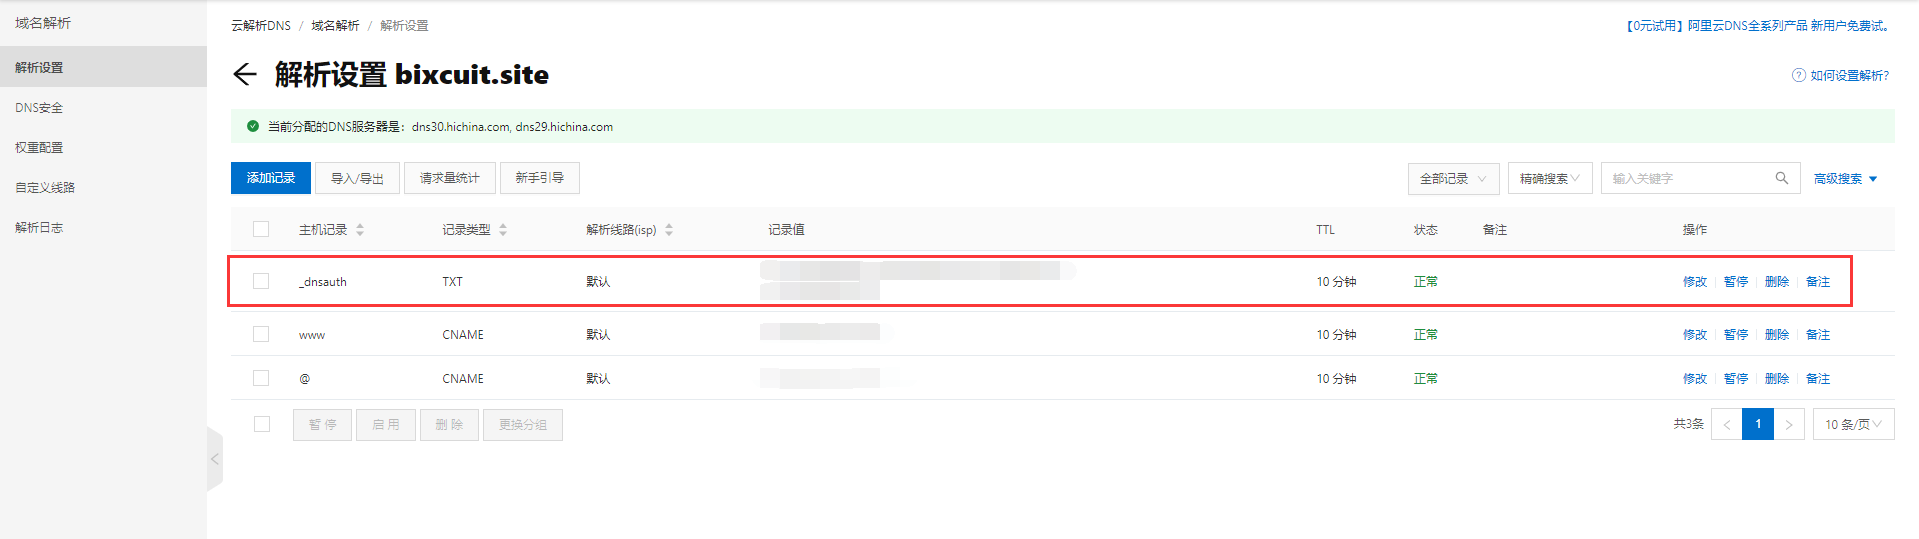 域名解析
解析设置
DNS安全
权重配置
自定义线路
解析日志
云解析DNS / 域名解析 / 解析设置
【0元试用】阿里云DNS全系列产品 新用户免费试。
解析设置 bixcuit.site
如何设置解析?
当前分配的DNS服务器是：dns30.hichina.com, dns29.hichina.com
添加记录 导入/导出 请求量统计 新手引导 全部记录 精确搜索 输入关键字 高级搜索
主机记录 记录类型 解析线路(isp) 记录值 TTL 状态 备注 操作
_dnsauth TXT 默认 10 分钟 正常 修改 暂停 删除 备注
www CNAME 默认 10 分钟 正常 修改 暂停 删除 备注
@ CNAME 默认 10 分钟 正常 修改 暂停 删除 备注
暂 停 启 用 删 除 更换分组 共3条 1 10 条/页